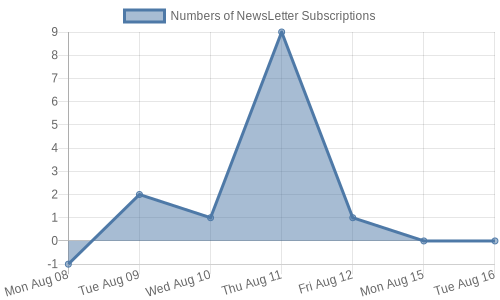 Numbers of NewsLetter Subscriptions
9
8
7
6
5
4
3
2
1
0
-1
Mon Aug 08
Tue Aug 09
Wed Aug 10
Thu Aug 11
Fri Aug 12
Mon Aug 15
Tue Aug 16